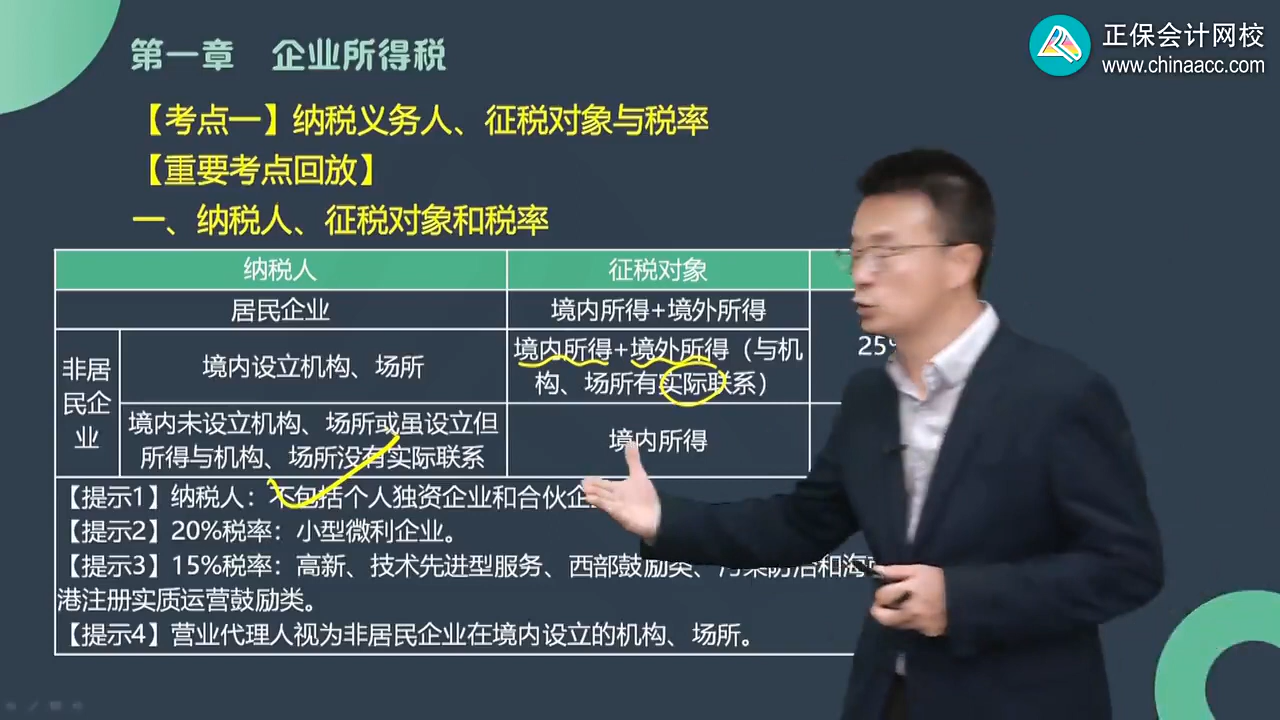 第一章 企业所得税
正保会计网校
www.chinaacc.com
【考点一】纳税义务人、征税对象与税率
【重要考点回放】
一、纳税人、征税对象和税率
纳税人
征税对象
居民企业
境内所得+境外所得
非居
民企
业
境内设立机构、场所
境内所得+境外所得（与机
构、场所有实际联系）
25%
境内未设立机构、场所或虽设立但
所得与机构、场所没有实际联系
境内所得
【提示1】纳税人：不包括个人独资企业和合伙企
【提示2】20%税率：小型微利企业。
【提示3】15%税率：高新、技术先进型服务、西部鼓励类、污染防治和海南
港注册实质运营鼓励类。
【提示4】营业代理人视为非居民企业在境内设立的机构、场所。